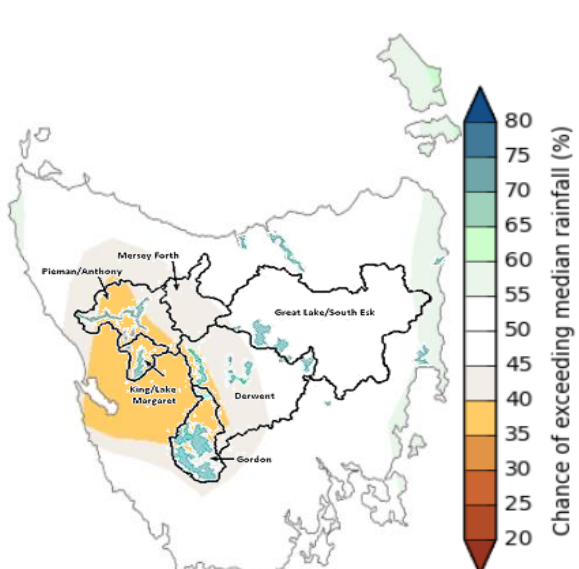 Mersey Forth
Pieman/Anthony
Great Lake/South Esk
King/Lake
Margaret
Derwent
Gordon
80
75
70
65
60
55
50
45
40
35
30
25
20
Chance of exceeding median rainfall (%)